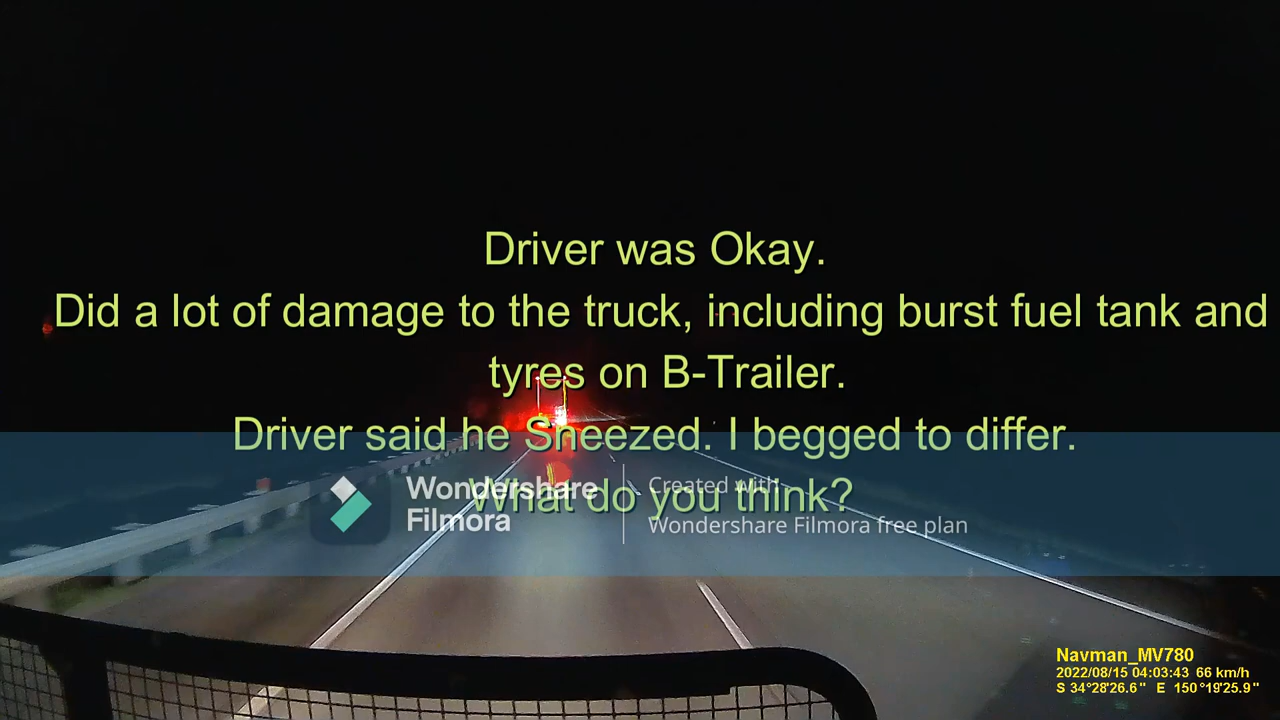 Driver was Okay.
Did a lot of damage to the truck, including burst fuel tank and
tyres on B-Trailer.
Driver said he Sneezed. I begged to differ.
What do you think?
Wondershare
Filmora
Created with
Wondershare Filmora free plan
Navman_MV780
2022/08/15 04:03:43 66 km/h
S 34°28'26.6" E 150°19'25.9"